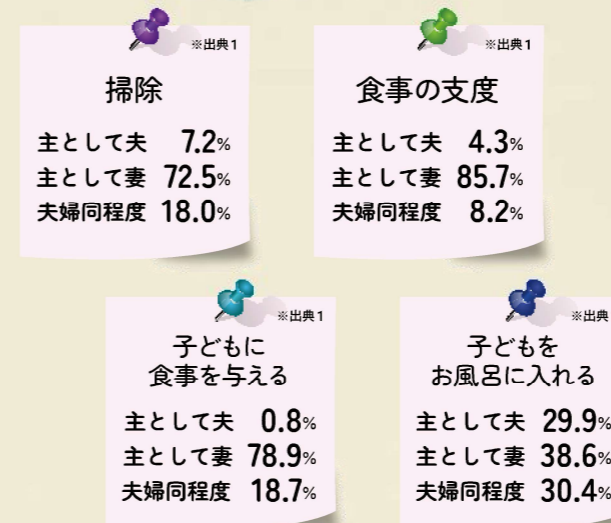 ※出典1
掃除
主として夫 7.2%
主として妻 72.5%
夫婦同程度 18.0%
※出典1
食事の支度
主として夫 4.3%
主として妻 85.7%
夫婦同程度 8.2%
※出典1
子どもに
食事を与える
主として夫 0.8%
主として妻 78.9%
夫婦同程度 18.7%
※出典
子どもを
お風呂に入れる
主として夫 29.9%
主として妻 38.6%
夫婦同程度 30.4%